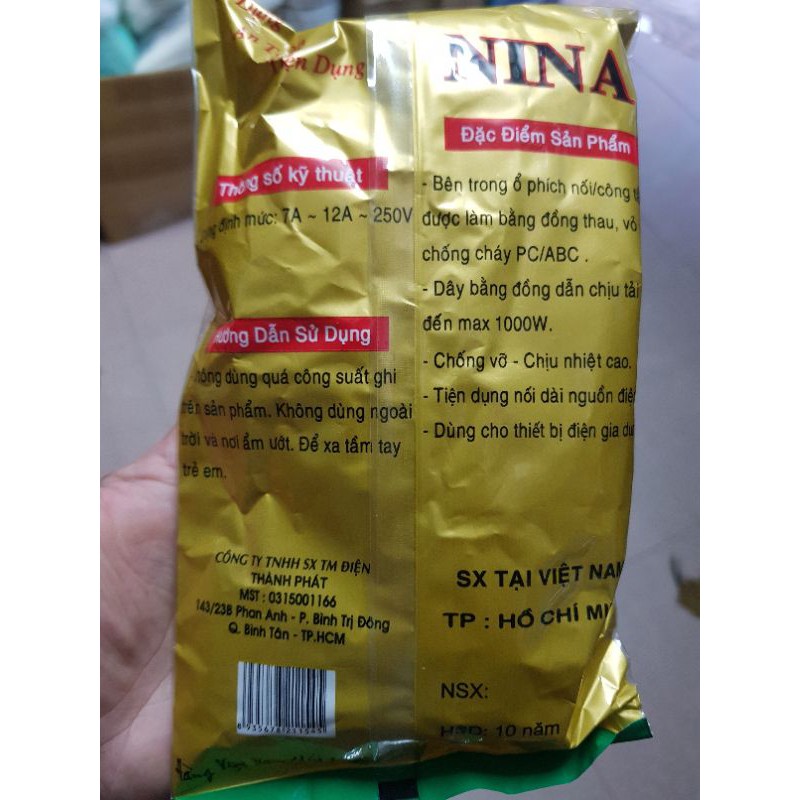 Tiện Dụng
NINA
Thông số kỹ thuật
định mức: 7A ~ 12A ~ 250V
Hướng Dẫn Sử Dụng
dùng quá công suất ghi
trên sản phẩm. Không dùng ngoài
trời và nơi ẩm ướt. Để xa tầm tay
trẻ em.
CÔNG TY TNHH SX TM ĐIỆN
THÀNH PHÁT
MST : 0315001166
143/23B Phan Anh - P. Bình Trị Đông
Q. Bình Tân - TP.HCM
Đặc Điểm Sản Phẩm
- Bên trong ổ phích nối/công
được làm bằng đồng thau, vỏ
chống cháy PC/ABC .
- Dây bằng đồng dẫn chịu tải
đến max 1000W.
- Chống vỡ - Chịu nhiệt cao.
- Tiện dụng nối dài nguồn điện
- Dùng cho thiết bị điện gia
SX TẠI VIỆT NAM
TP : HỒ CHÍ
NSX:
HSD: 10 năm